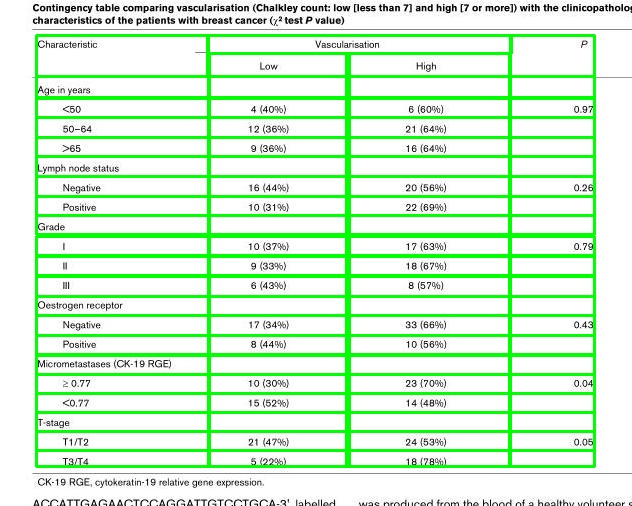 Contingency table comparing vascularisation (Chalkley count: low [less than 7] and high [7 or more]) with the
characteristics of the patients with breast cancer (χ² test P value)
Characteristic Vascularisation P
Low High
Age in years
<50 4 (40%) 6 (60%) 0.97
50–64 12 (36%) 21 (64%)
>65 9 (36%) 16 (64%)
Lymph node status
Negative 16 (44%) 20 (56%) 0.26
Positive 10 (31%) 22 (69%)
Grade
I 10 (37%) 17 (63%) 0.79
II 9 (33%) 18 (67%)
III 6 (43%) 8 (57%)
Oestrogen receptor
Negative 17 (34%) 33 (66%) 0.43
Positive 8 (44%) 10 (56%)
Micrometastases (CK-19 RGE)
≥ 0.77 10 (30%) 23 (70%) 0.04
<0.77 15 (52%) 14 (48%)
T-stage
T1/T2 21 (47%) 24 (53%) 0.05
T3/T4 5 (22%) 18 (78%)
CK-19 RGE, cytokeratin-19 relative gene expression.
ACCATTGAGAACTCCAGGATTGTCCTGCA-3', labelled was produced from the blood of a healthy volunteer